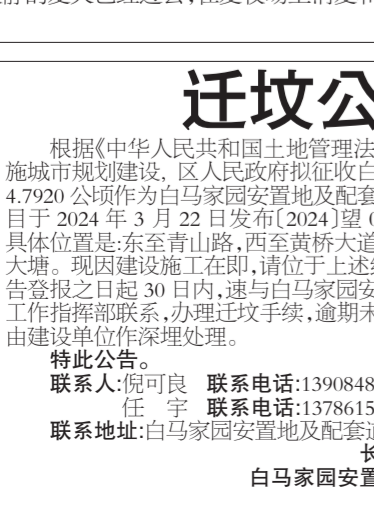 迁坟公
根据《中华人民共和国土地管理法
施城市规划建设, 区人民政府拟征收白
4.7920 公顷作为白马家园安置地及配套
目于 2024 年 3 月 22 日发布〔2024〕望
具体位置是:东至青山路,西至黄桥大道
大塘。现因建设施工在即,请位于上述
告登报之日起 30 日内,速与白马家园安
工作指挥部联系,办理迁坟手续,逾期未
由建设单位作深埋处理。
特此公告。
联系人:倪可良 联系电话:1390848
任 宇 联系电话:1378615
联系地址:白马家园安置地及配套道
长
白马家园安置